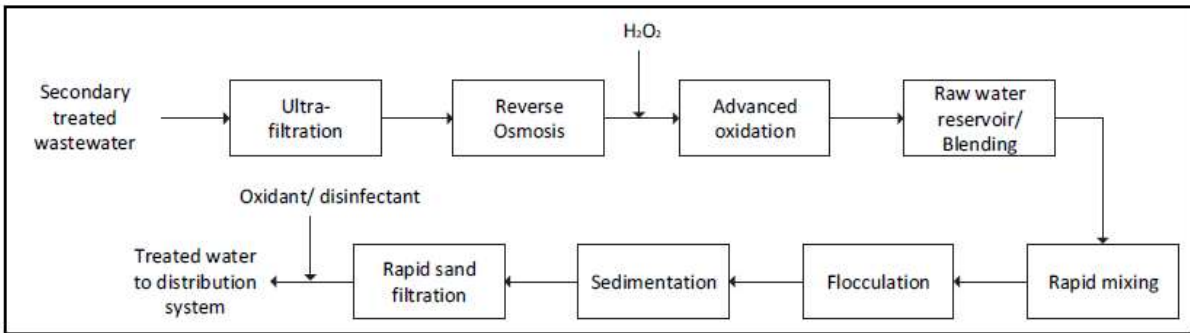 H₂O₂
Secondary
treated
wastewater
Ultra-
filtration
Reverse
Osmosis
Advanced
oxidation
Raw water
reservoir/
Blending
Oxidant/ disinfectant
Treated water
to distribution
system
Rapid sand
filtration
Sedimentation
Flocculation
Rapid mixing